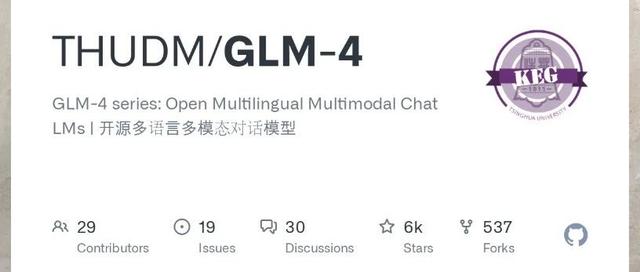 THUDM/GLM-4
GLM-4 series: Open Multilingual Multimodal Chat
LMs | 开源多语言多模态对话模型
KEG
1911
TSINGHUA UNIVERSITY
29
Contributors
19
Issues
30
Discussions
6k
Stars
537
Forks